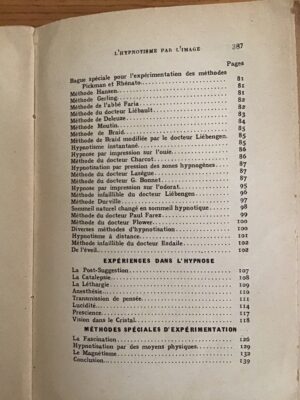 L'HYPNOTISME PAR L'IMAGE 287
Pages
Bague spéciale pour l'expérimentation des méthodes
Pickman et Rhénato 81
Méthode Hansen 81
Méthode Gerling 82
Méthode de l'abbé Faria 82
Méthode du docteur Liébault 82
Méthode de Deleuze 83
Méthode Moutin 84
Méthode de Braid 85
Méthode de Braid modifiée par le docteur Liébengen 85
Hypnotisme instantané 85
Hypnose par impression sur l'ouïe 86
Méthode du docteur Charcot 86
Hypnotisation par pression des zones hypnogènes 87
Méthode du docteur Lasègue 87
Méthode du docteur G. Bonnet 87
Hypnose par impression sur l'odorat 95
Méthode infaillible du docteur Liébengen 96
Méthode Durville 97
Sommeil naturel changé en sommeil hypnotique 98
Méthode du docteur Paul Farez 99
Méthode du docteur Flower 100
Diverses méthodes d'hypnotisation 100
Hypnotisme à distance 101
Méthode infaillible du docteur Esdaile 102
De l'éveil 102
EXPÉRIENCES DANS L'HYPNOSE
La Post-Suggestion 107
La Catalepsie 108
La Léthargie 109
Anesthésie 110
Transmission de pensée 111
Lucidité 114
Prescience 117
Vision dans le Cristal 118
MÉTHODES SPÉCIALES D'EXPÉRIMENTATION
La Fascination 126
Hypnotisation par des moyens physiques 129
Le Magnétisme 132
Conclusion 139